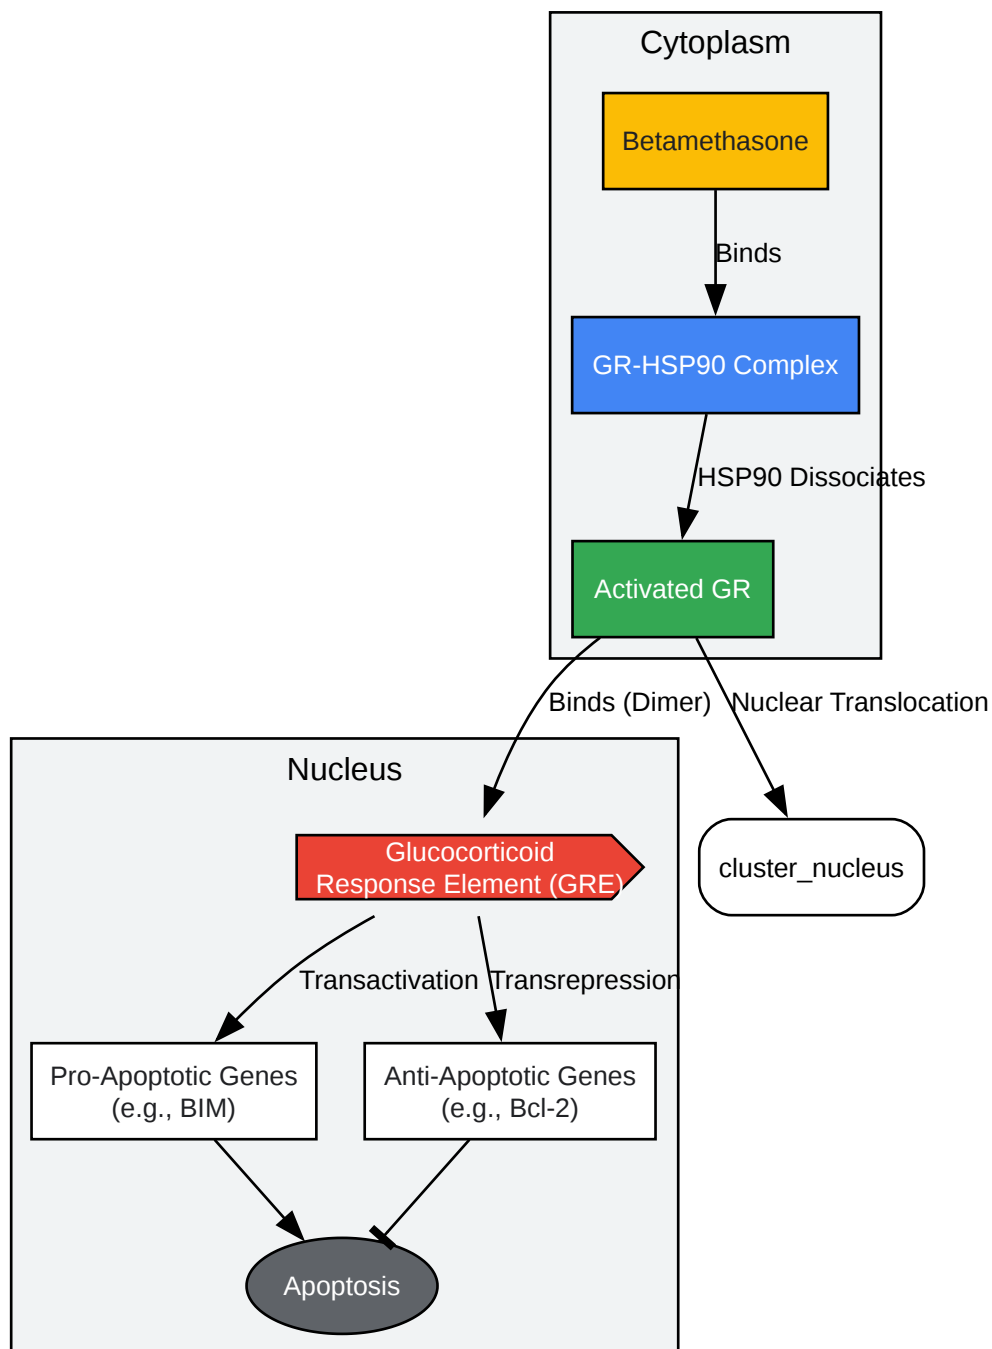 Cytoplasm
Betamethasone
Binds
GR-HSP90 Complex
HSP90 Dissociates
Activated GR
Binds (Dimer)
Nuclear Translocation
Nucleus
Glucocorticoid
Response Element (GRE)
cluster_nucleus
Transactivation
Transrepression
Pro-Apoptotic Genes
(e.g., BIM)
Anti-Apoptotic Genes
(e.g., Bcl-2)
Apoptosis